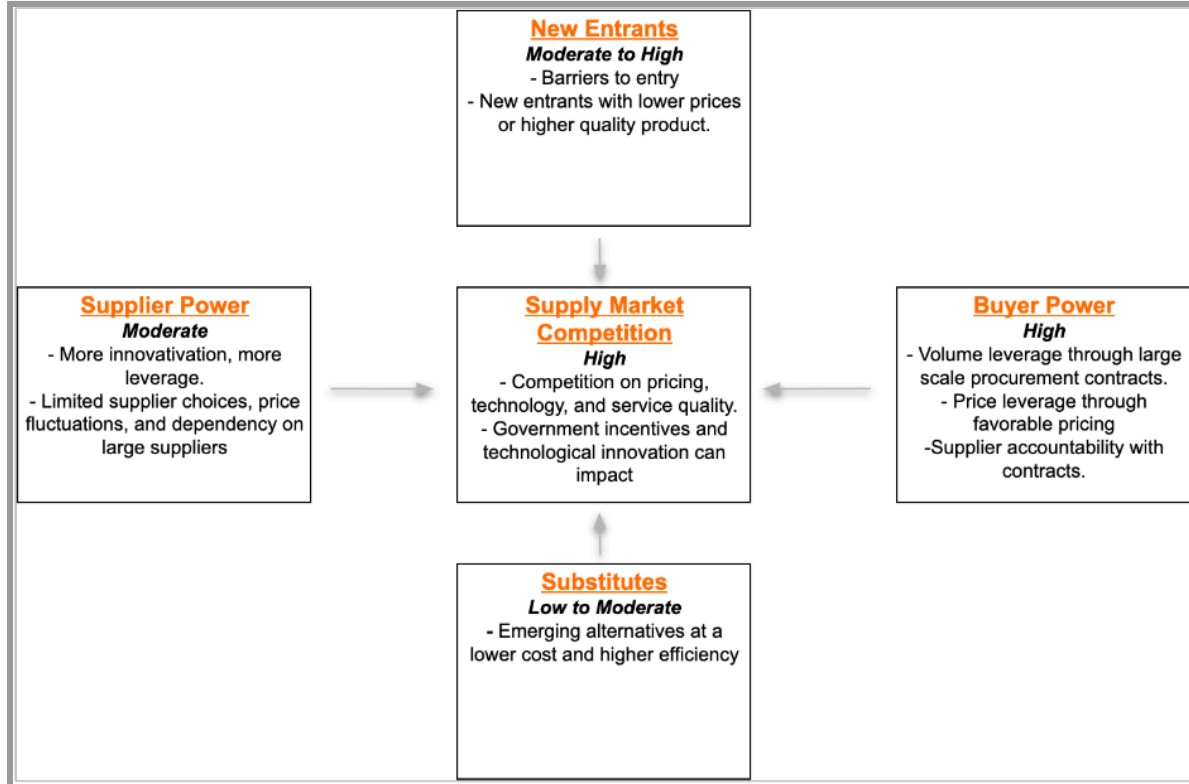 New Entrants
Moderate to High
- Barriers to entry
- New entrants with lower prices
or higher quality product.
Supplier Power
Moderate
- More innovativation, more
leverage.
- Limited supplier choices, price
fluctuations, and dependency on
large suppliers
Supply Market
Competition
High
- Competition on pricing,
technology, and service quality.
- Government incentives and
technological innovation can
impact
Buyer Power
High
- Volume leverage through large
scale procurement contracts.
- Price leverage through
favorable pricing
-Supplier accountability with
contracts.
Substitutes
Low to Moderate
- Emerging alternatives at a
lower cost and higher efficiency